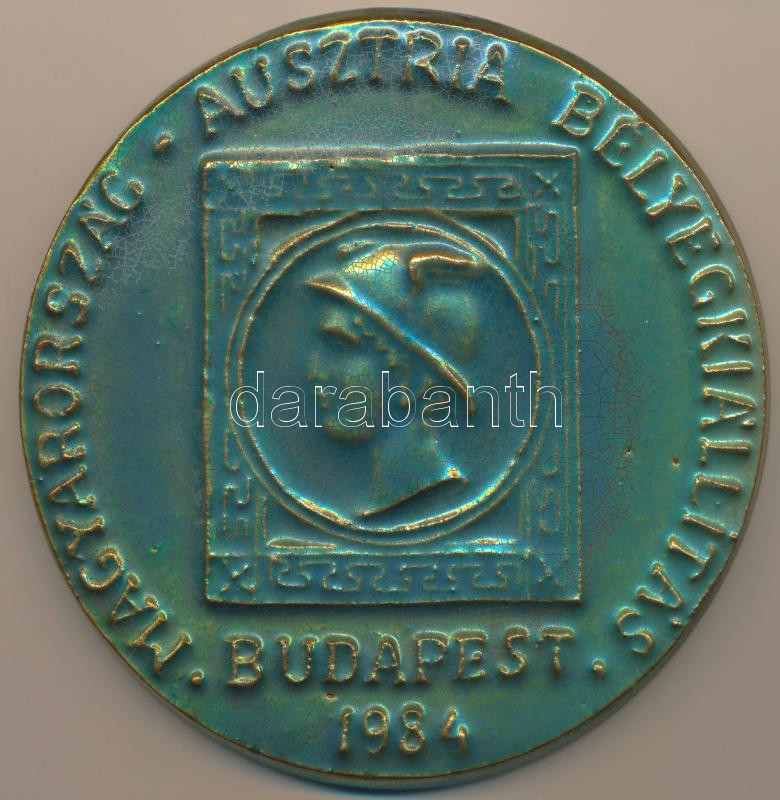 MAGYARORSZÁG - AUSZTRIA BÉLYEGKIÁLLÍTÁS
darabanth
· BUDAPEST ·
1984